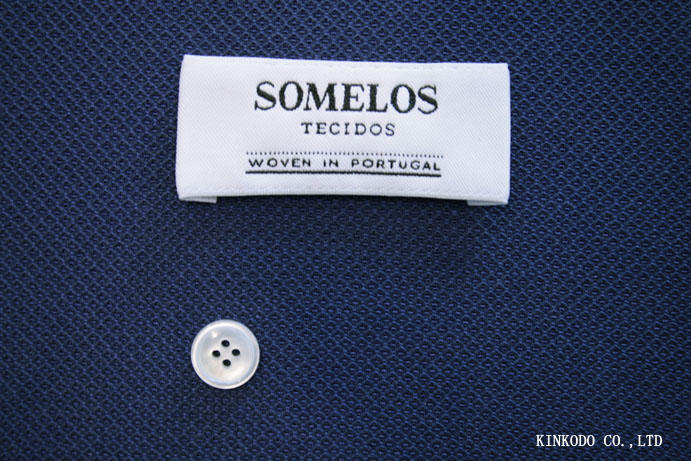 SOMELOS
TECIDOS
WOVEN IN PORTUGAL
KINKODO CO.,LTD